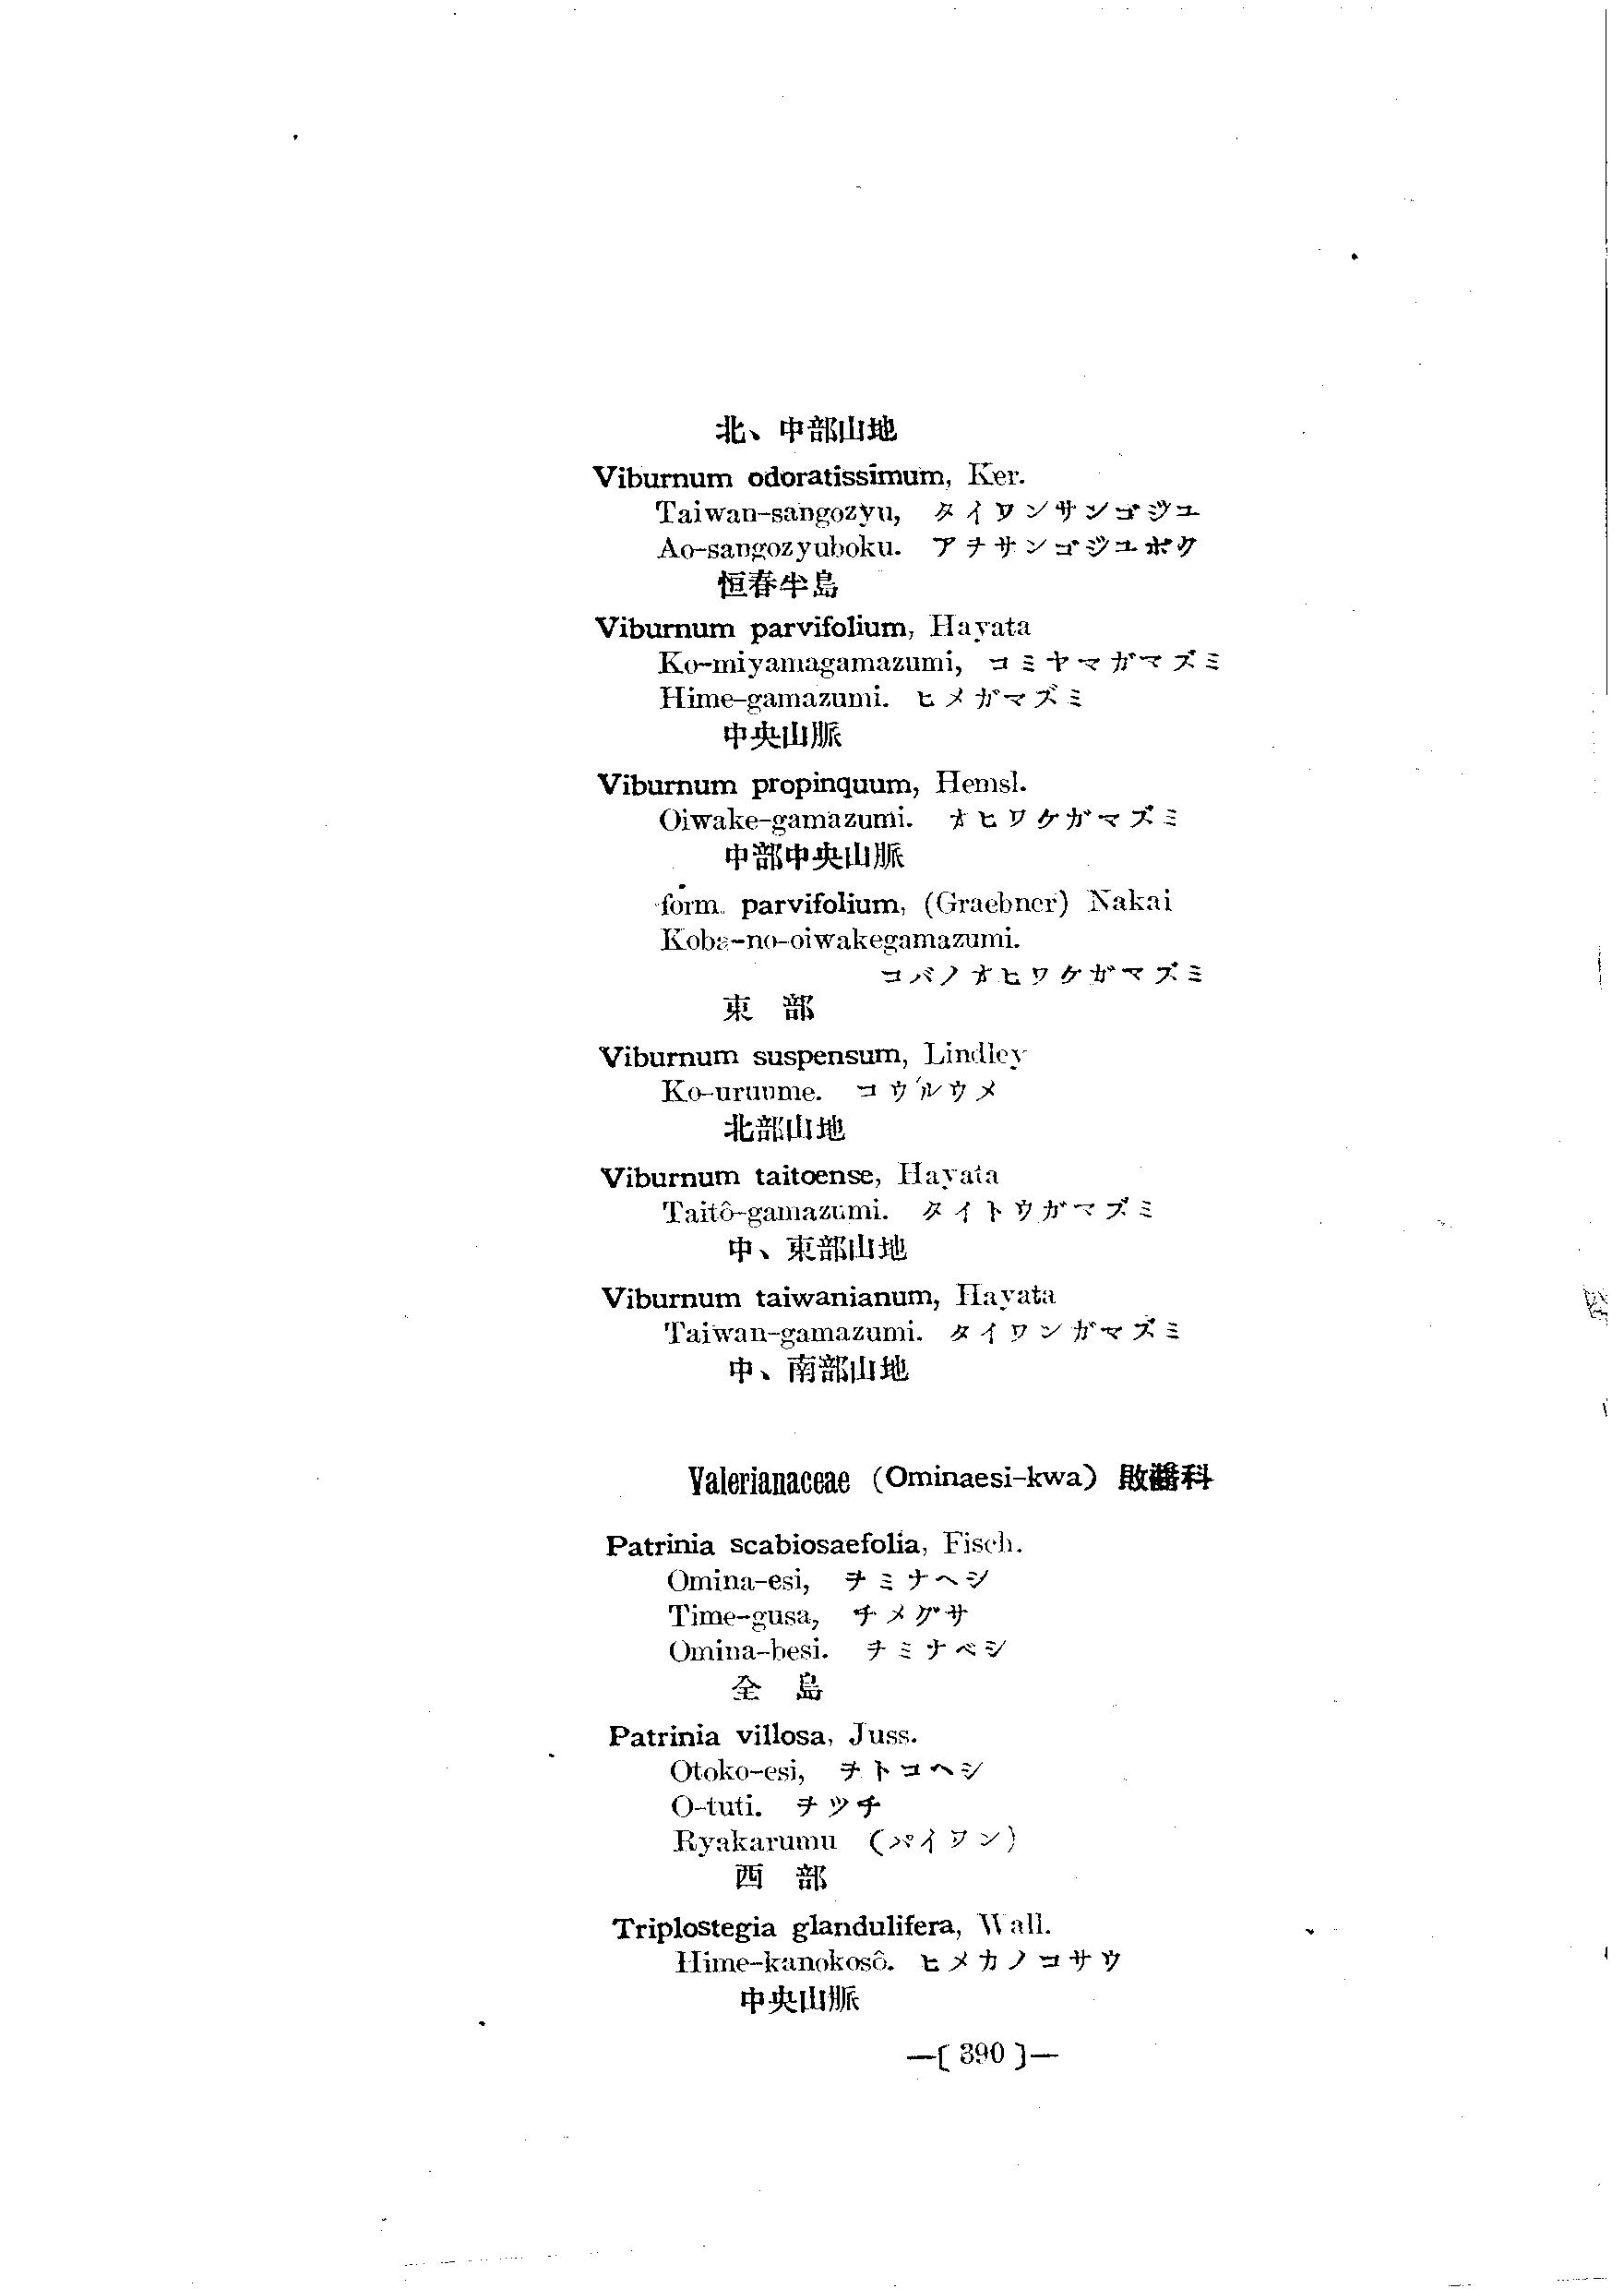 北、中部山地
Viburnum odoratissimum, Ker.
Taiwan-sangozyu, タイワンサンゴジユ
Ao-sangozyuboku. アヲサンゴジユボク
恒春半島
Viburnum parvifolium, Hayata
Ko-miyamagamazumi, コミヤマガマズミ
Hime-gamazumi. ヒメガマズミ
中央山脈
Viburnum propinquum, Hemsl.
Oiwake-gamazumi. オヒワケガマズミ
中部中央山脈
form. parvifolium, (Graebner) Nakai
Koba-no-oiwakegamazumi.
コバノオヒワケガマズミ
東 部
Viburnum suspensum, Lindley
Ko-uruume. コウルウメ
北部山地
Viburnum taitoense, Hayata
Taitô-gamazumi. タイトウガマズミ
中、東部山地
Viburnum taiwanianum, Hayata
Taiwan-gamazumi. タイワンガマズミ
中、南部山地
Valerianaceae (Ominaesi-kwa) 敗醬科
Patrinia scabiosaefolia, Fisch.
Omina-esi, ヲミナヘシ
Time-gusa, チメグサ
Omina-besi. ヲミナベシ
全 島
Patrinia villosa, Juss.
Otoko-esi, ヲトコヘシ
O-tuti. ヲツチ
Ryakarumu (パイワン)
西 部
Triplostegia glandulifera, Wall.
Hime-kanokosô. ヒメカノコサウ
中央山脈
—[ 390 ]—